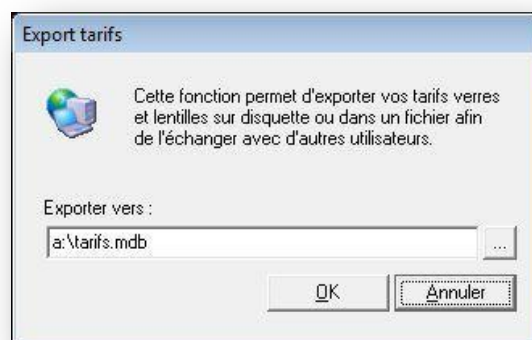 Export tarifs
Cette fonction permet d'exporter vos tarifs verres
et lentilles sur disquette ou dans un fichier afin
de l'échanger avec d'autres utilisateurs.
Exporter vers :
a:\tarifs.mdb
...
OK
Annuler